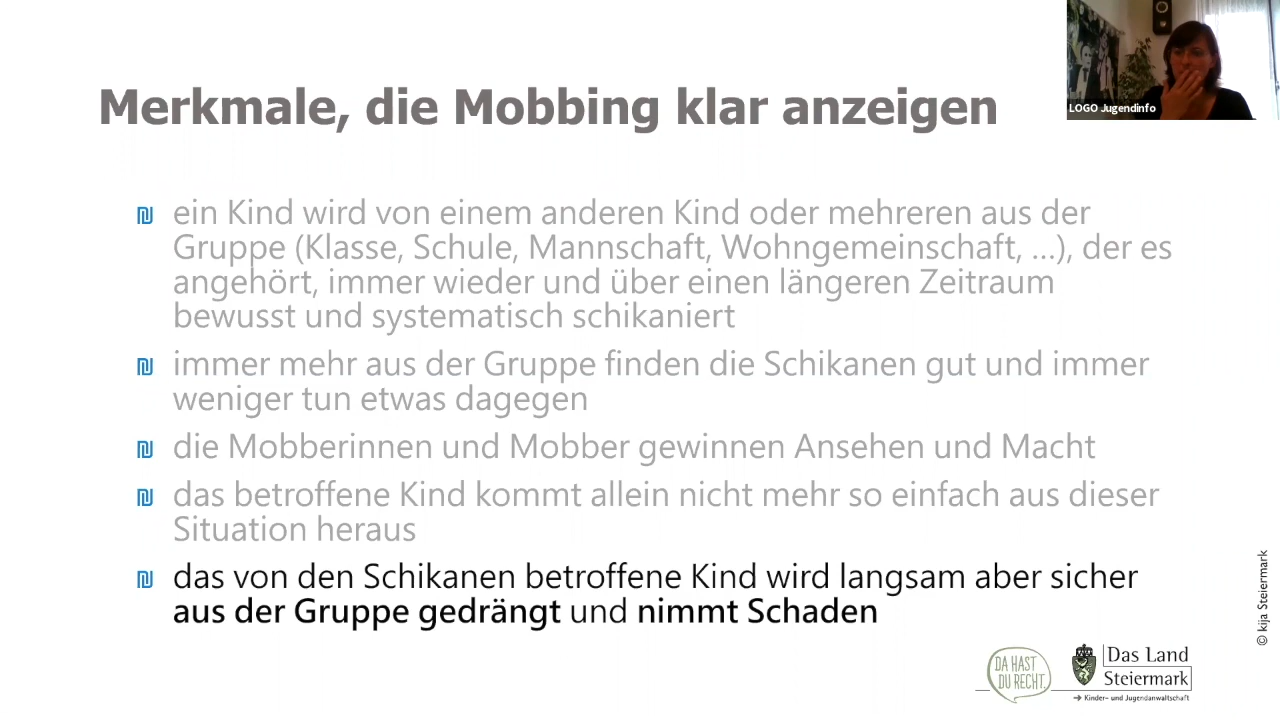 LOGO Jugendinfo
Merkmale, die Mobbing klar anzeigen
ein Kind wird von einem anderen Kind oder mehreren aus der
Gruppe (Klasse, Schule, Mannschaft, Wohngemeinschaft, ...), der es
angehört, immer wieder und über einen längeren Zeitraum
bewusst und systematisch schikaniert
immer mehr aus der Gruppe finden die Schikanen gut und immer
weniger tun etwas dagegen
die Mobberinnen und Mobber gewinnen Ansehen und Macht
das betroffene Kind kommt allein nicht mehr so einfach aus dieser
Situation heraus
das von den Schikanen betroffene Kind wird langsam aber sicher
aus der Gruppe gedrängt und nimmt Schaden
© kija Steiermark
DA HAST
DU RECHT.
Das Land
Steiermark
→ Kinder- und Jugendanwaltschaft